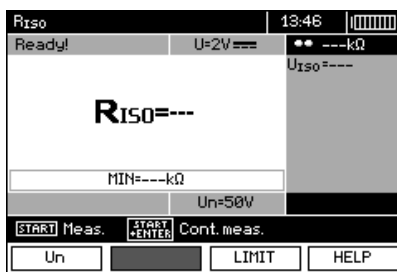 RISO 13:46
Ready! U=2V ---kΩ
UISO=---
RISO=---
MIN=---kΩ
Un=50V
START Meas. START +ENTER Cont. meas.
Un LIMIT HELP